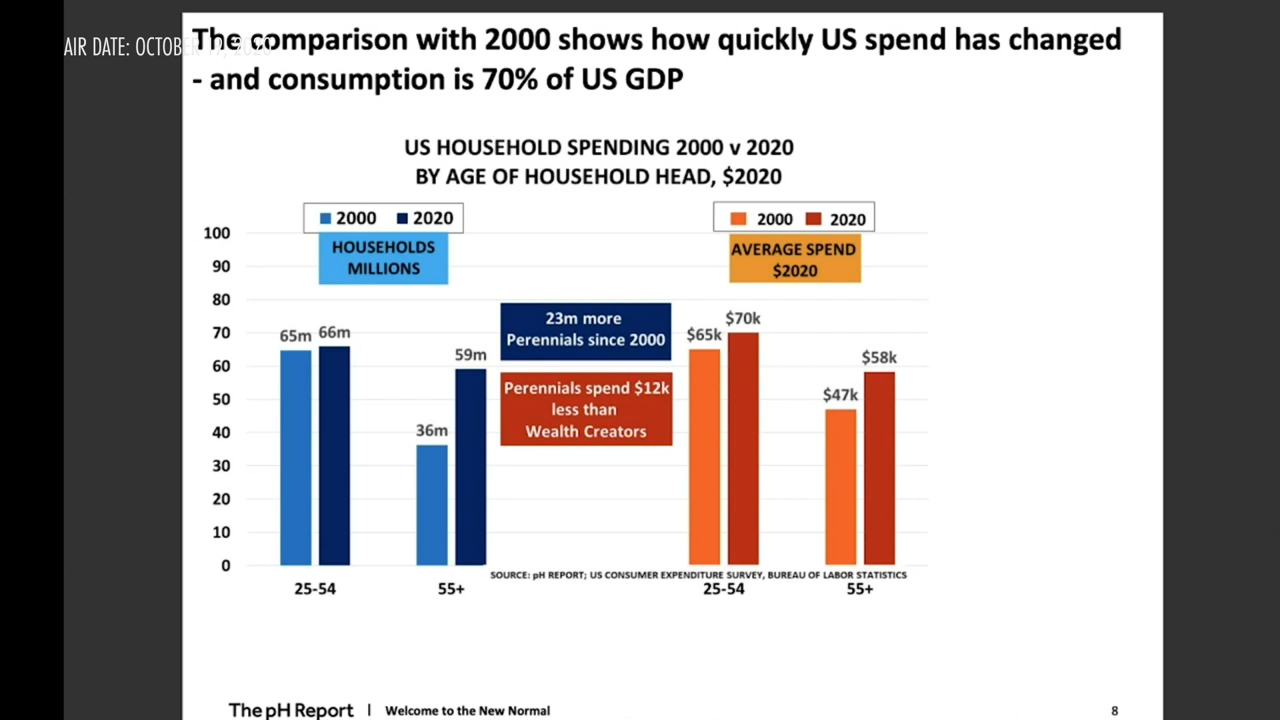 AIR DATE: OCTOBER 2020
The comparison with 2000 shows how quickly US spend has changed
- and consumption is 70% of US GDP
US HOUSEHOLD SPENDING 2000 v 2020
BY AGE OF HOUSEHOLD HEAD, $2020
2000 2020
HOUSEHOLDS
MILLIONS
2000 2020
AVERAGE SPEND
$2020
100
90
80
70
60
50
40
30
20
10
0
65m 66m
36m
59m
23m more
Perennials since 2000
Perennials spend $12k
less than
Wealth Creators
$65k
$70k
$47k
$58k
SOURCE: pH REPORT; US CONSUMER EXPENDITURE SURVEY, BUREAU OF LABOR STATISTICS
25-54 55+ 25-54 55+
The pH Report | Welcome to the New Normal 8